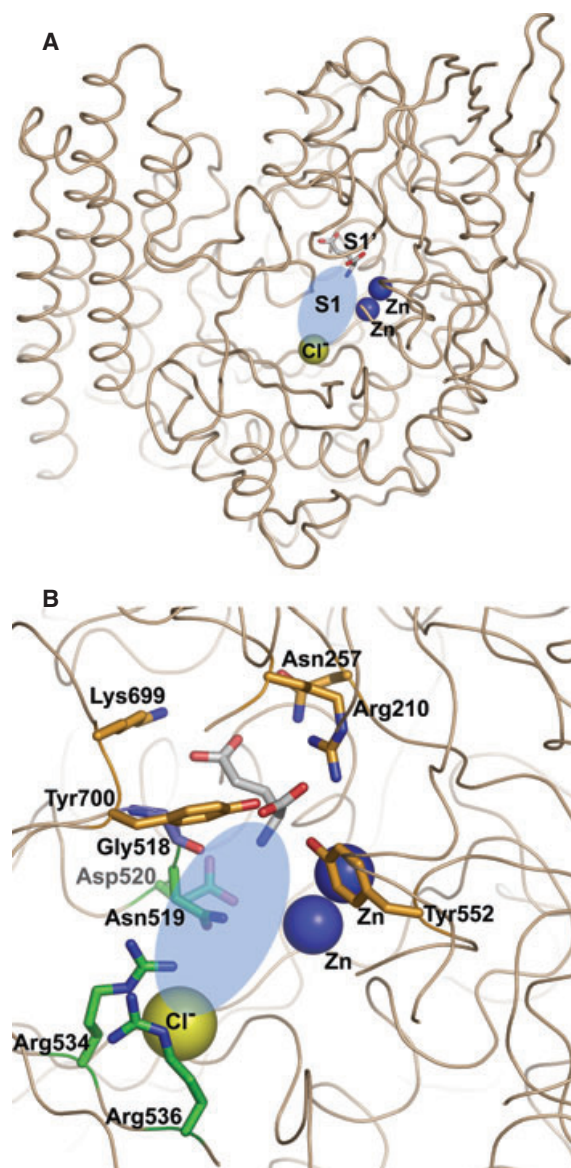 A
S1'
S1
Zn
Zn
Cl-
B
Asn257
Lys699
Arg210
Tyr700
Gly518
Asp520
Asn519
Zn
Tyr552
Zn
Cl-
Arg534
Arg536